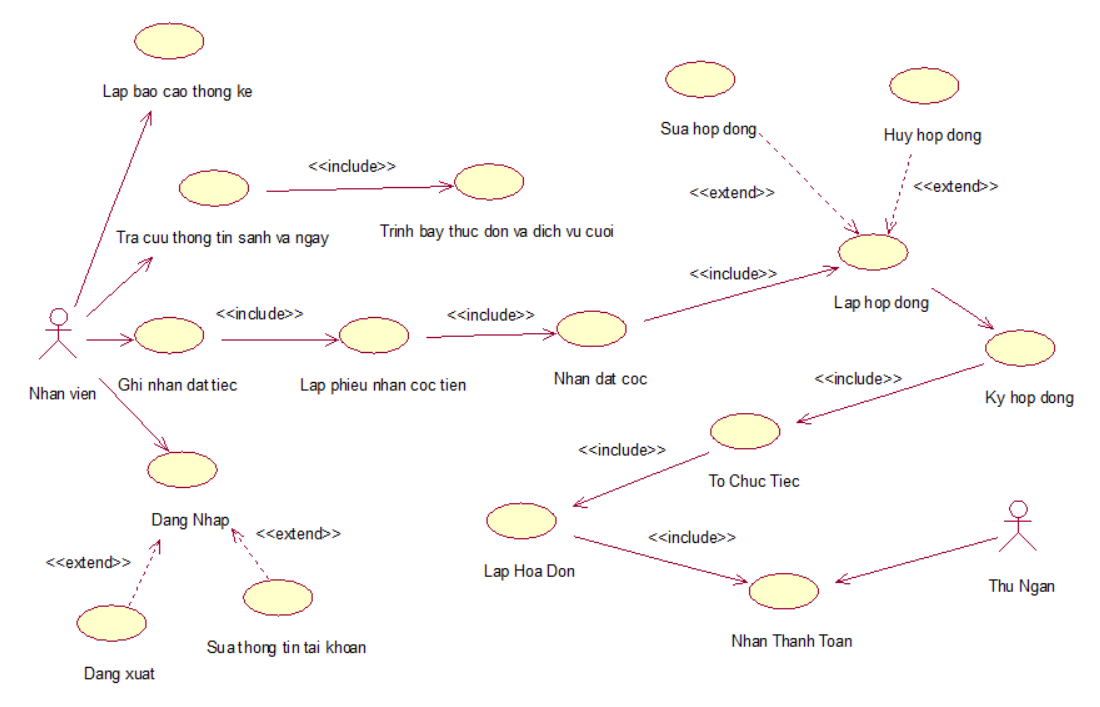 Lap bao cao thong ke
Sua hop dong
Huy hop dong
<<include>>
<<extend>>
<<extend>>
Tra cuu thong tin sanh va ngay
Trinh bay thuc don va dich vu cuoi
<<include>>
Lap hop dong
<<include>>
<<include>>
Nhan vien
Ghi nhan dat tiec
Lap phieu nhan coc tien
Nhan dat coc
<<include>>
Ky hop dong
<<include>>
To Chuc Tiec
Dang Nhap
<<extend>>
<<extend>>
Lap Hoa Don
<<include>>
Thu Ngan
Sua thong tin tai khoan
Nhan Thanh Toan
Dang xuat